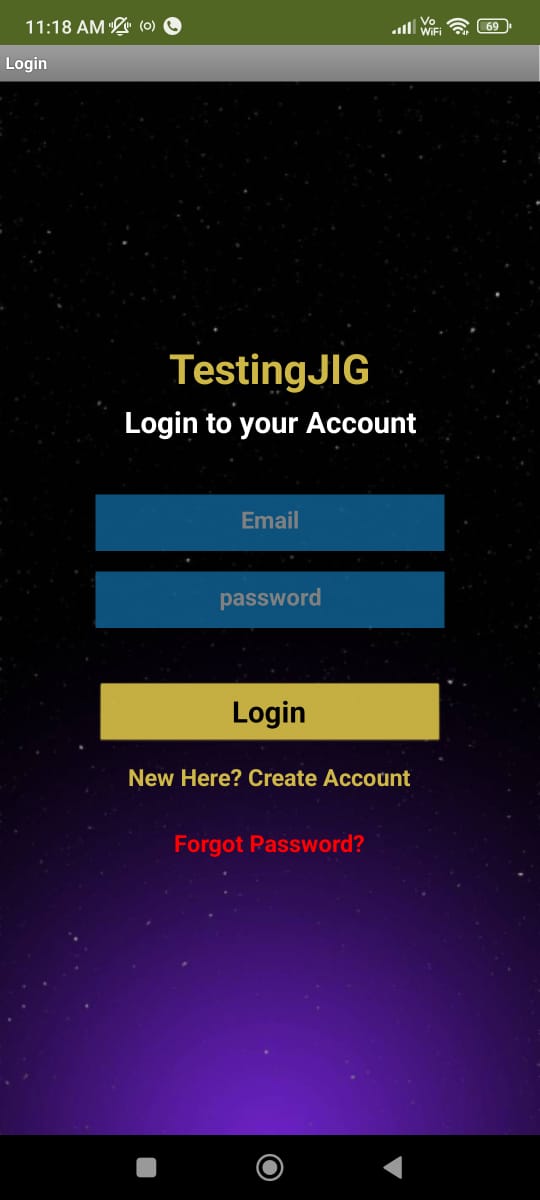 11:18 AM
Vo
WiFi
69
Login
TestingJIG
Login to your Account
Email
password
Login
New Here? Create Account
Forgot Password?